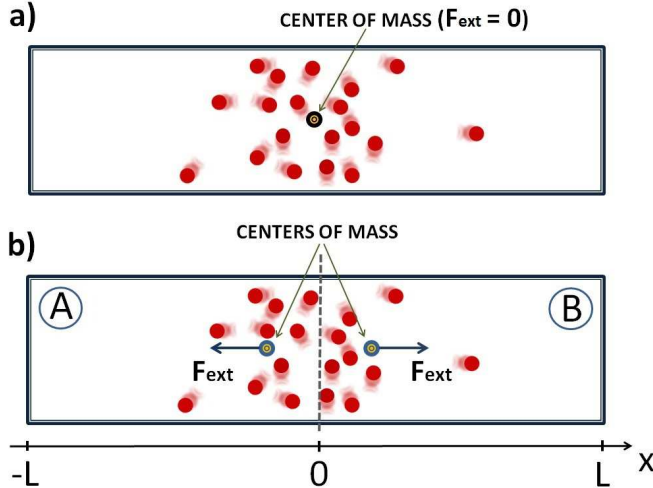 a)
CENTER OF MASS (Fext = 0)
b)
CENTERS OF MASS
A
B
Fext
Fext
-L
0
L
X